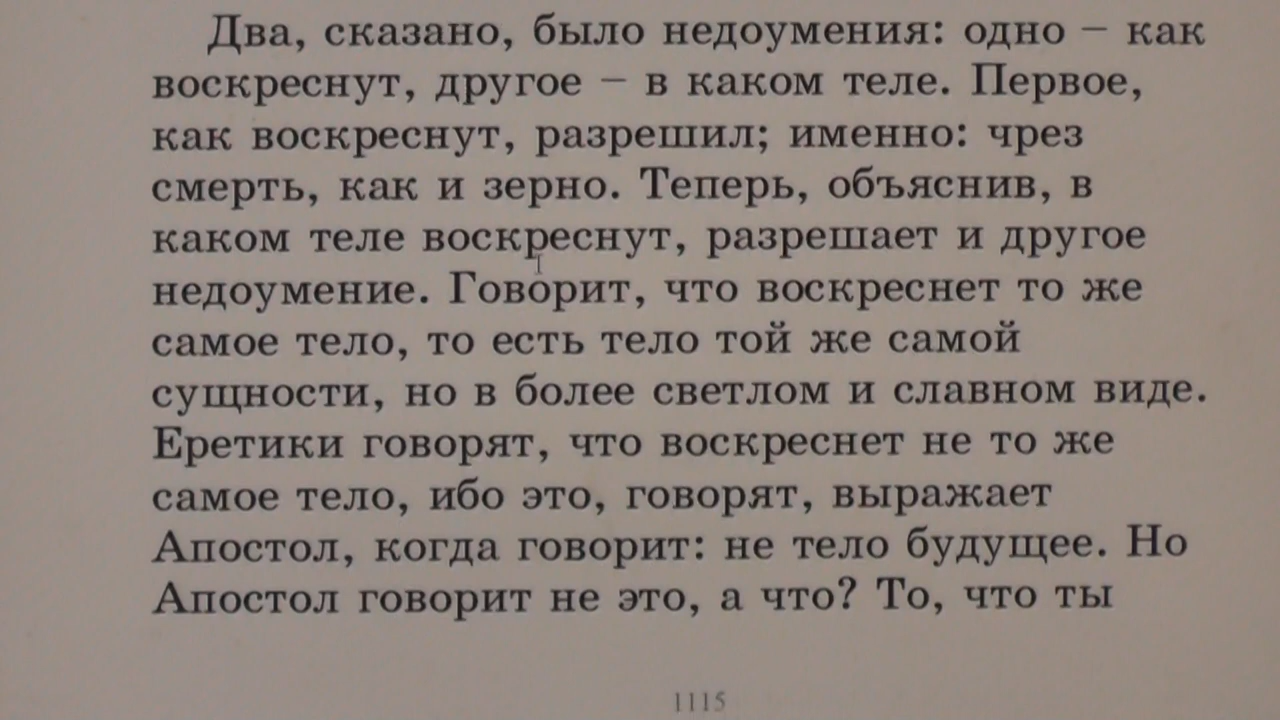 Два, сказано, было недоумения: одно – как
воскреснут, другое – в каком теле. Первое,
как воскреснут, разрешил; именно: чрез
смерть, как и зерно. Теперь, объяснив, в
каком теле воскреснут, разрешает и другое
недоумение. Говорит, что воскреснет то же
самое тело, то есть тело той же самой
сущности, но в более светлом и славном виде.
Еретики говорят, что воскреснет не то же
самое тело, ибо это, говорят, выражает
Апостол, когда говорит: не тело будущее. Но
Апостол говорит не это, а что? То, что ты
1115